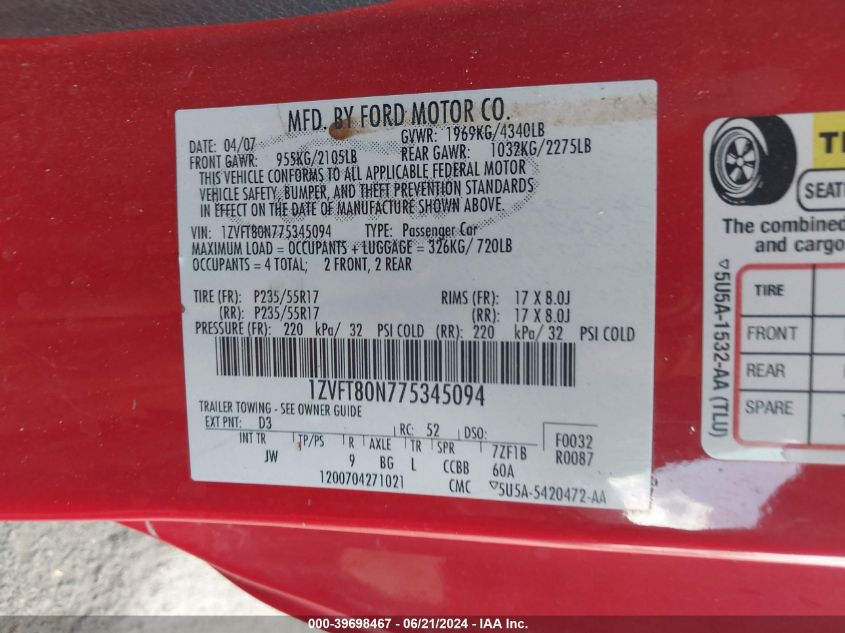 MFD. BY FORD MOTOR CO.
DATE: 04/07 GVWR: 1969KG/4340LB
FRONT GAWR: 955KG/2105LB REAR GAWR: 1032KG/2275LB
THIS VEHICLE CONFORMS TO ALL APPLICABLE FEDERAL MOTOR
VEHICLE SAFETY, BUMPER, AND THEFT PREVENTION STANDARDS
IN EFFECT ON THE DATE OF MANUFACTURE SHOWN ABOVE.
VIN: 1ZVFT80N775345094 TYPE: Passenger Car
MAXIMUM LOAD = OCCUPANTS + LUGGAGE = 326KG/ 720LB
OCCUPANTS = 4 TOTAL; 2 FRONT, 2 REAR
TIRE (FR): P235/55R17 RIMS (FR): 17 X 8.0J
(RR): P235/55R17 (RR): 17 X 8.0J
PRESSURE (FR): 220 kPa/ 32 PSI COLD (RR): 220 kPa/ 32 PSI COLD
1ZVFT80N775345094
TRAILER TOWING - SEE OWNER GUIDE
EXT PNT: D3 RC: 52 DSO: F0032
INT TR TP/PS R AXLE TR SPR 7ZF1B R0087
JW 9 BG L CCBB 60A
1200704271021 CMC ▽5U5A-5420472-AA
SEAT
The combined
and cargo
TIRE
FRONT
REAR
SPARE
▽5U5A-1532-AA (TLU)
000-39698467 - 06/21/2024 - IAA Inc.